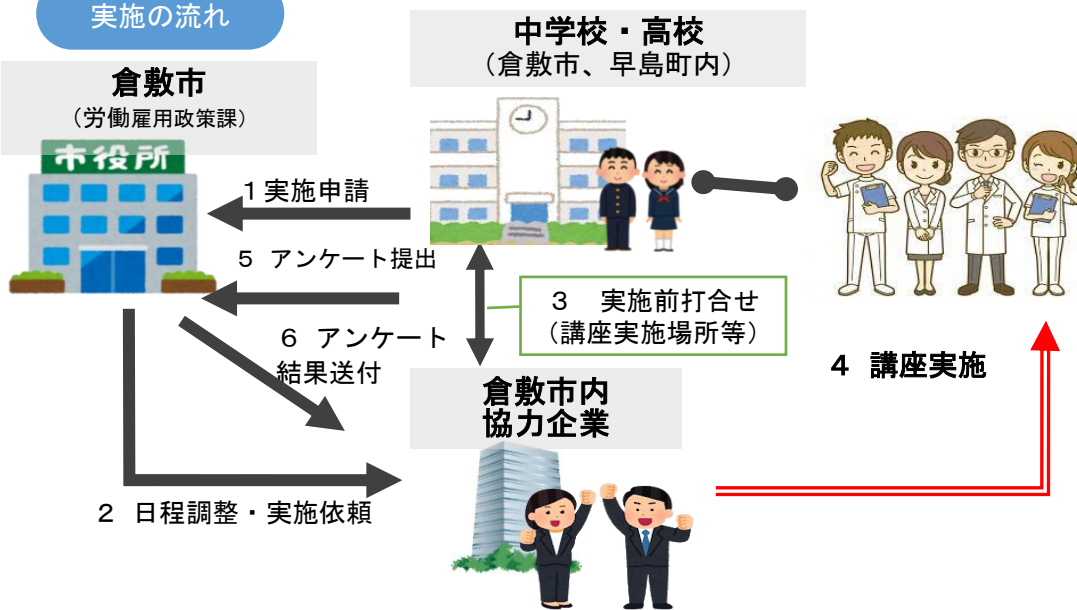 実施の流れ
倉敷市
（労働雇用政策課）
市役所
中学校・高校
（倉敷市、早島町内）
１実施申請
５ アンケート提出
６ アンケート
結果送付
３　実施前打合せ
（講座実施場所等）
４ 講座実施
倉敷市内
協力企業
２ 日程調整・実施依頼